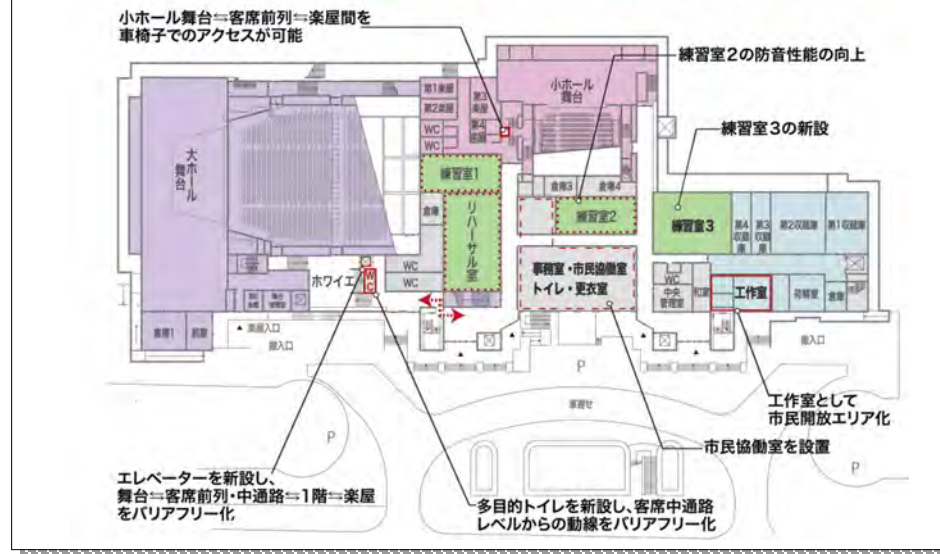 小ホール舞台⇆客席前列⇆楽屋間を
車椅子でのアクセスが可能
練習室2の防音性能の向上
練習室3の新設
第1楽屋
第2楽屋
第3
楽屋
第4
楽屋
WC
WC
小ホール
舞台
大ホール
舞台
練習室1
倉庫3
倉庫4
練習室2
倉庫
リハーサル室
練習室3
第4
収蔵
庫
第3
収蔵
庫
第2収蔵庫
第1収蔵庫
ホワイエ
WC
WC
WC
事務室・市民協働室
トイレ・更衣室
WC
中央
管理室
和室
工作室
荷解室
倉庫
倉庫1
前室
▲ 楽屋入口
搬入口
搬入口
P
車寄せ
P
P
工作室として
市民開放エリア化
市民協働室を設置
エレベーターを新設し、
舞台⇆客席前列・中通路⇆1階⇆楽屋
をバリアフリー化
多目的トイレを新設し、客席中通路
レベルからの動線をバリアフリー化